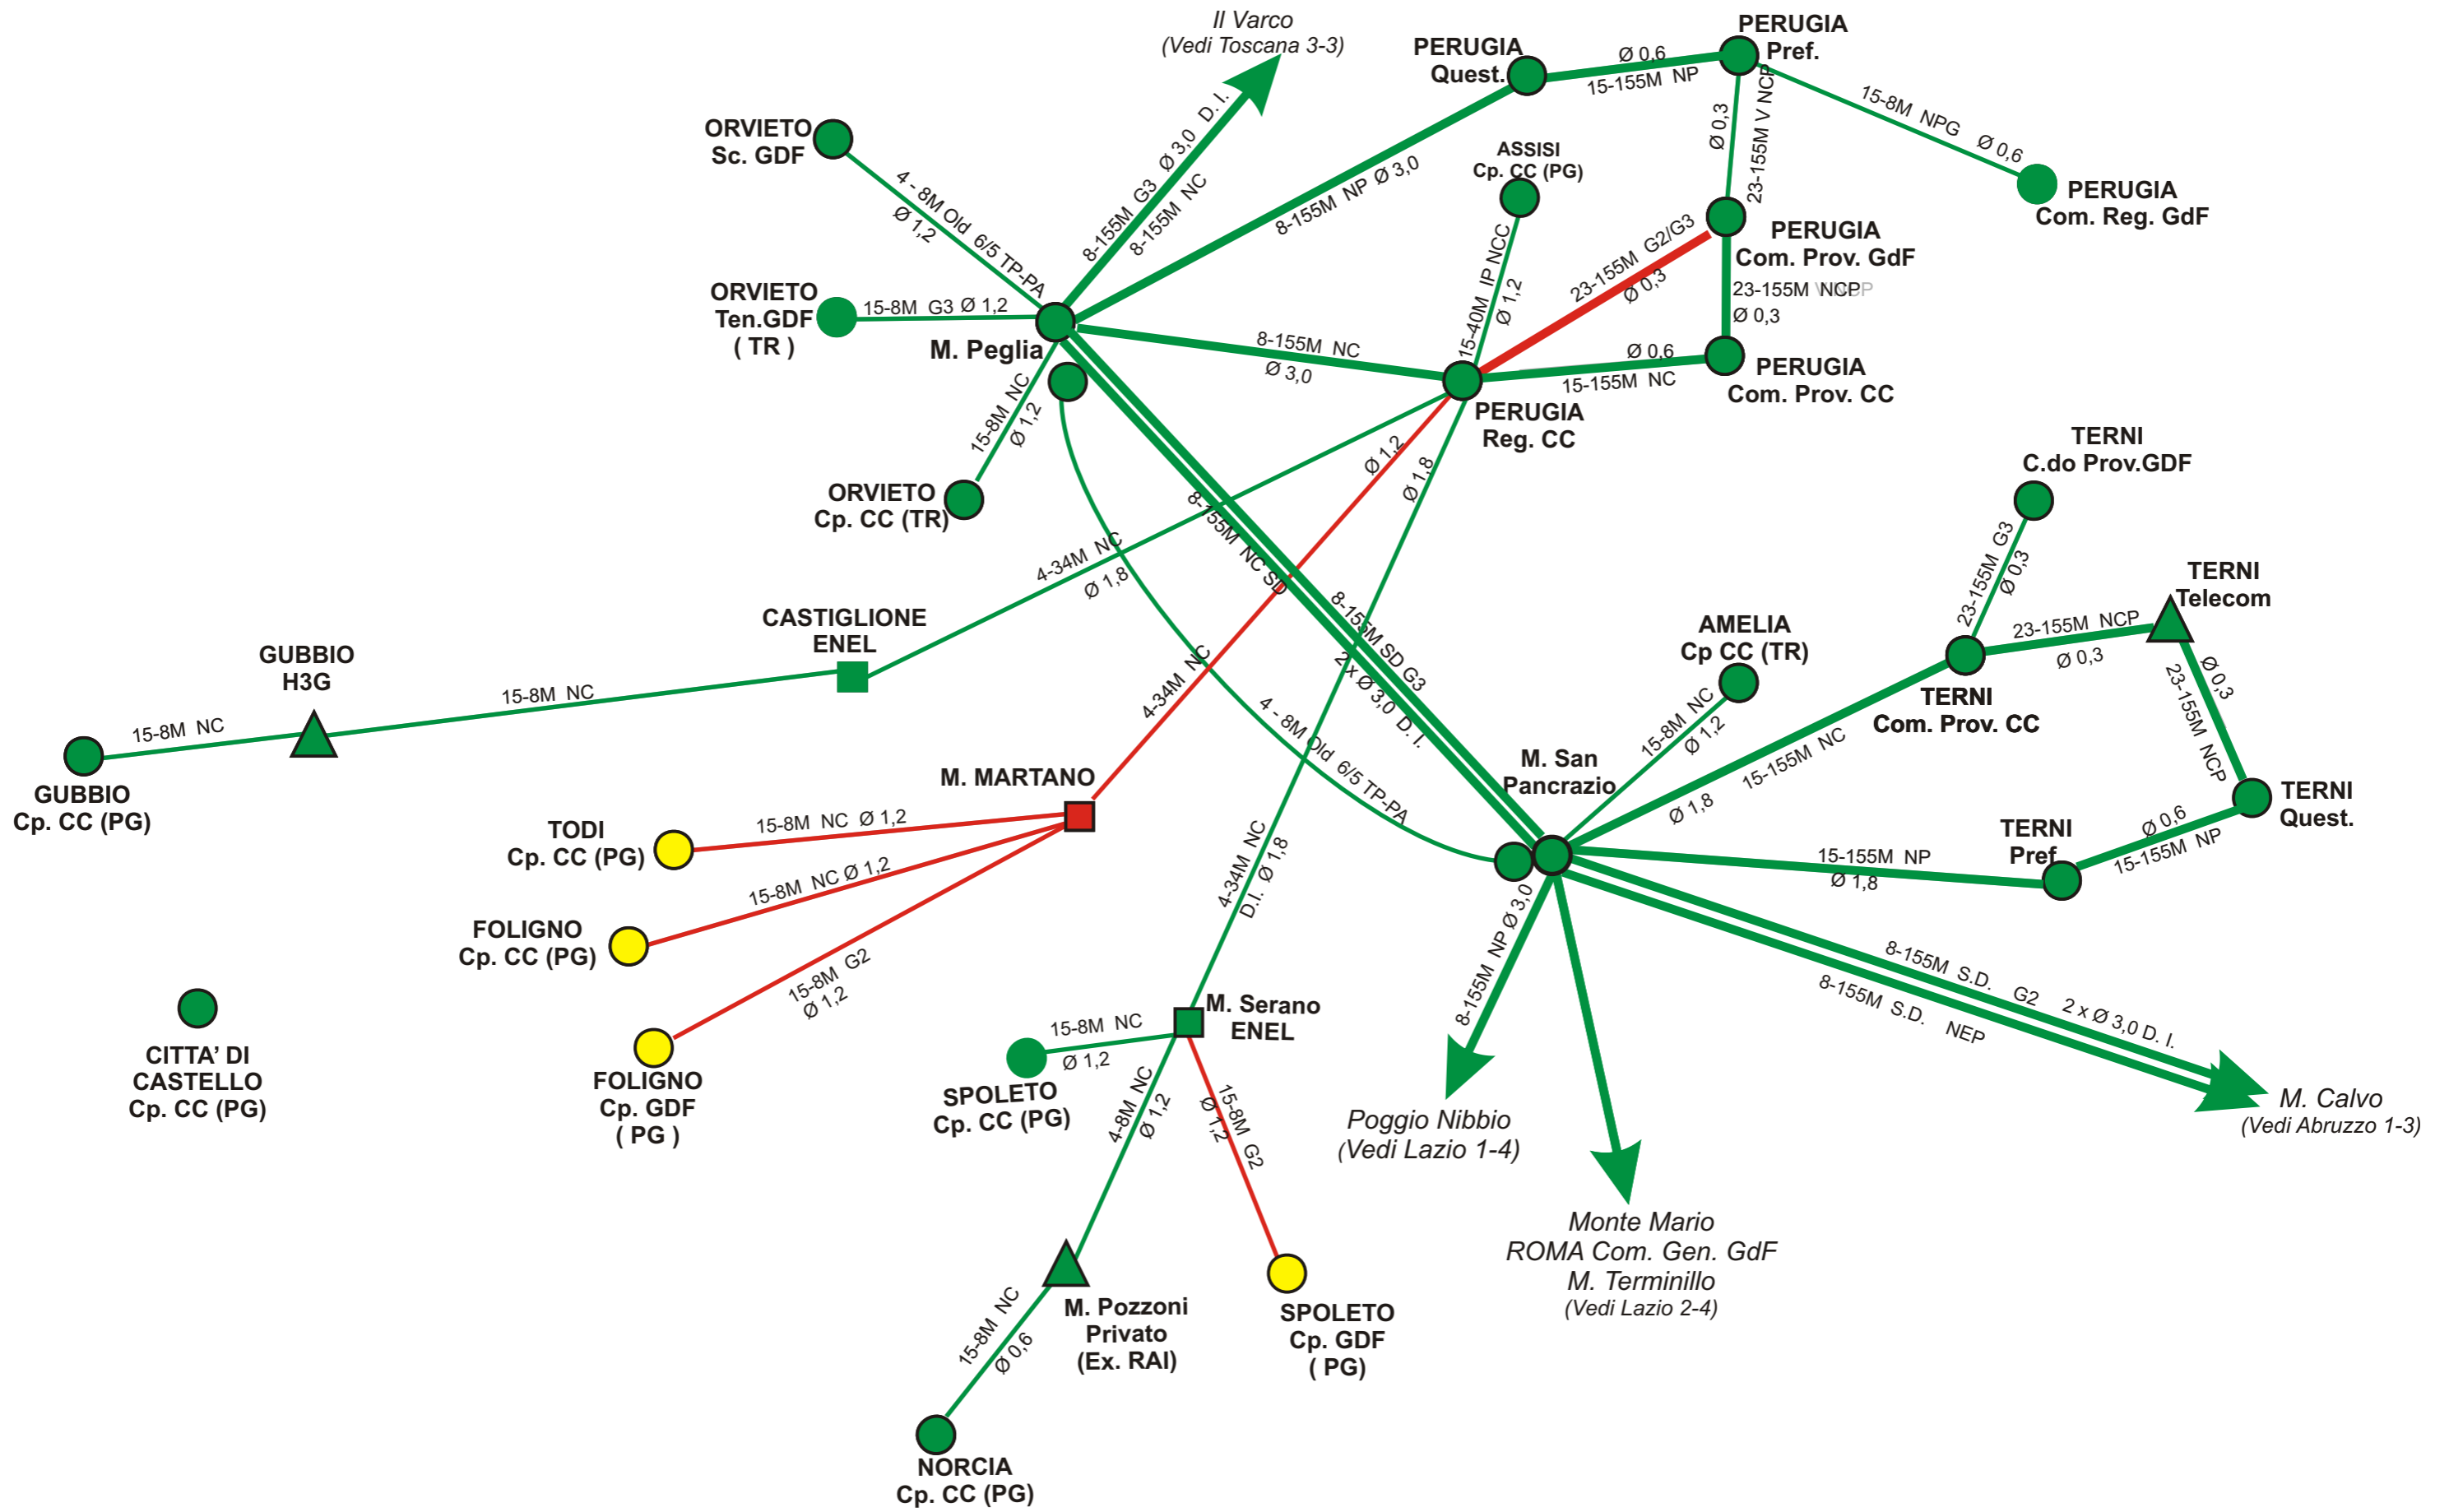 Il Varco
(Vedi Toscana 3-3)
PERUGIA
Quest.
Ø 0,6
15-155M NP
PERUGIA
Pref.
15-8M NPG Ø 0,6
PERUGIA
Com. Reg. GdF
Ø 0,3
23-155M V NCP
ORVIETO
Sc. GDF
4 - 8M Old 6/5 TP-PA
Ø 1,2
8-155M G3 Ø 3,0 D. I.
8-155M NC
8-155M NP Ø 3,0
ASSISI
Cp. CC (PG)
15-40M IP NCC
Ø 1,2
23-155M G2/G3
Ø 0,3
PERUGIA
Com. Prov. GdF
23-155M NCP
Ø 0,3
ORVIETO
Ten.GDF
( TR )
15-8M G3 Ø 1,2
M. Peglia
8-155M NC
Ø 3,0
Ø 0,6
15-155M NC
PERUGIA
Com. Prov. CC
PERUGIA
Reg. CC
15-8M NC
Ø 1,2
ORVIETO
Cp. CC (TR)
Ø 1,2
Ø 1,8
8-155M NC SD
4-34M NC
Ø 1,8
8-155M SD G3
2 x Ø 3,0 D. I.
TERNI
C.do Prov.GDF
23-155M G3
Ø 0,3
TERNI
Telecom
23-155M NCP
Ø 0,3
Ø 0,3
23-155M NCP
CASTIGLIONE
ENEL
GUBBIO
H3G
15-8M NC
15-8M NC
GUBBIO
Cp. CC (PG)
4-34M NC
AMELIA
Cp CC (TR)
15-8M NC
Ø 1,2
TERNI
Com. Prov. CC
15-155M NC
Ø 1,8
4 - 8M Old 6/5 TP-PA
M. San
Pancrazio
M. MARTANO
TODI
Cp. CC (PG)
15-8M NC Ø 1,2
TERNI
Quest.
Ø 0,6
15-155M NP
TERNI
Pref.
15-155M NP
Ø 1,8
FOLIGNO
Cp. CC (PG)
15-8M NC Ø 1,2
4-34M NC
D.I. Ø 1,8
8-155M NP Ø 3,0
15-8M G2
Ø 1,2
FOLIGNO
Cp. GDF
( PG )
8-155M S.D. G2 2 x Ø 3,0 D. I.
8-155M S.D. NEP
M. Calvo
(Vedi Abruzzo 1-3)
CITTA’ DI
CASTELLO
Cp. CC (PG)
M. Serano
ENEL
15-8M NC
Ø 1,2
SPOLETO
Cp. CC (PG)
4-8M NC
Ø 1,2
15-8M G2
Ø 1,2
Poggio Nibbio
(Vedi Lazio 1-4)
Monte Mario
ROMA Com. Gen. GdF
M. Terminillo
(Vedi Lazio 2-4)
M. Pozzoni
Privato
(Ex. RAI)
SPOLETO
Cp. GDF
( PG)
15-8M NC
Ø 0,6
NORCIA
Cp. CC (PG)